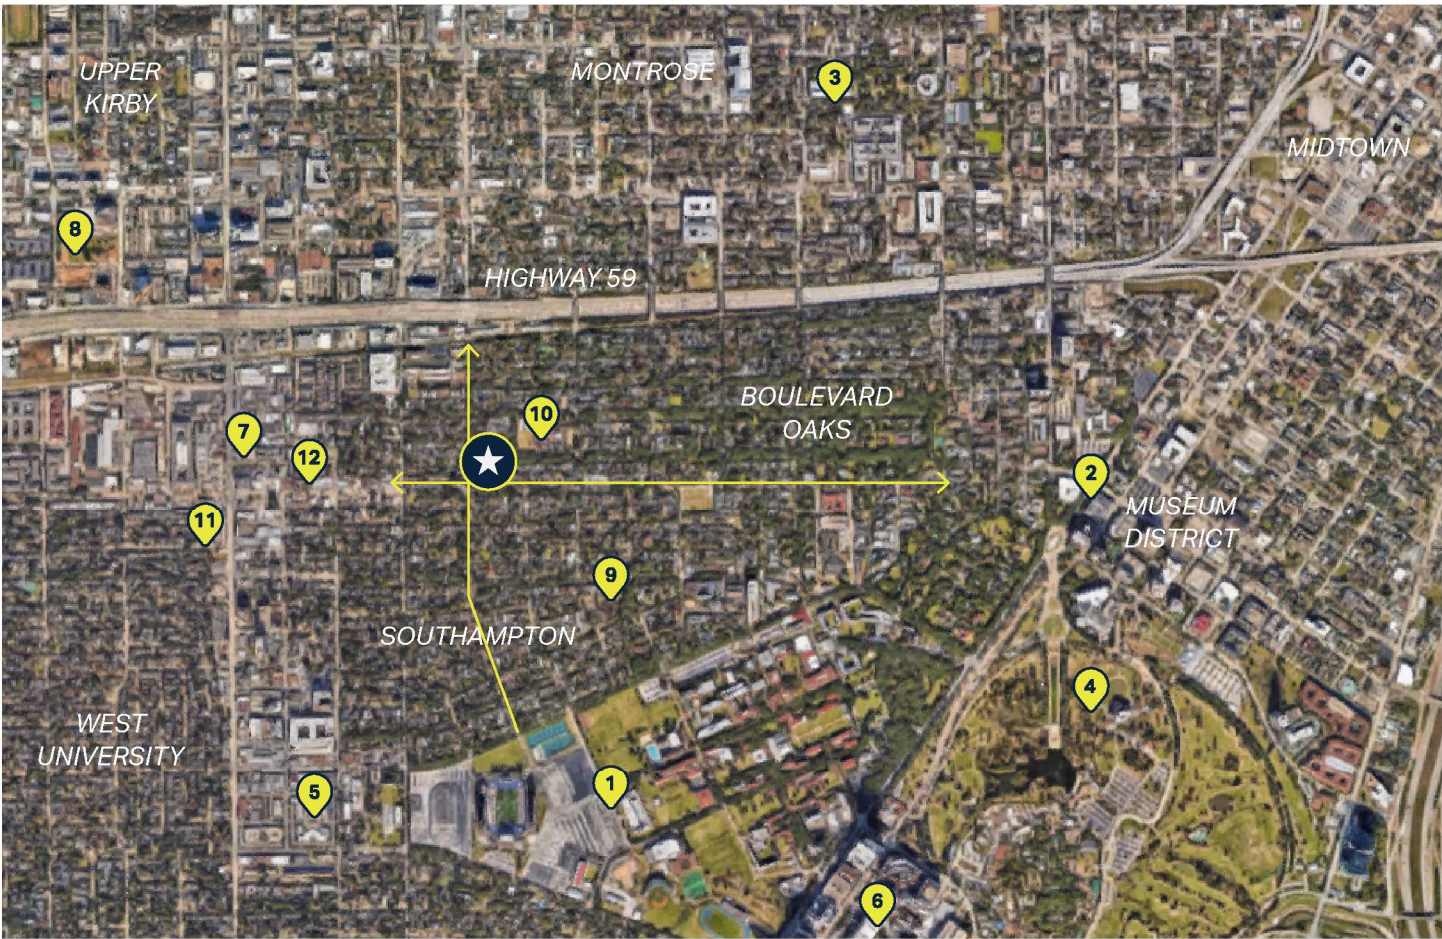 UPPER
KIRBY
MONTROSE
3
MIDTOWN
8
HIGHWAY 59
BOULEVARD
OAKS
10
7
12
2
11
MUSEUM
DISTRICT
9
SOUTHAMPTON
4
WEST
UNIVERSITY
5
1
6